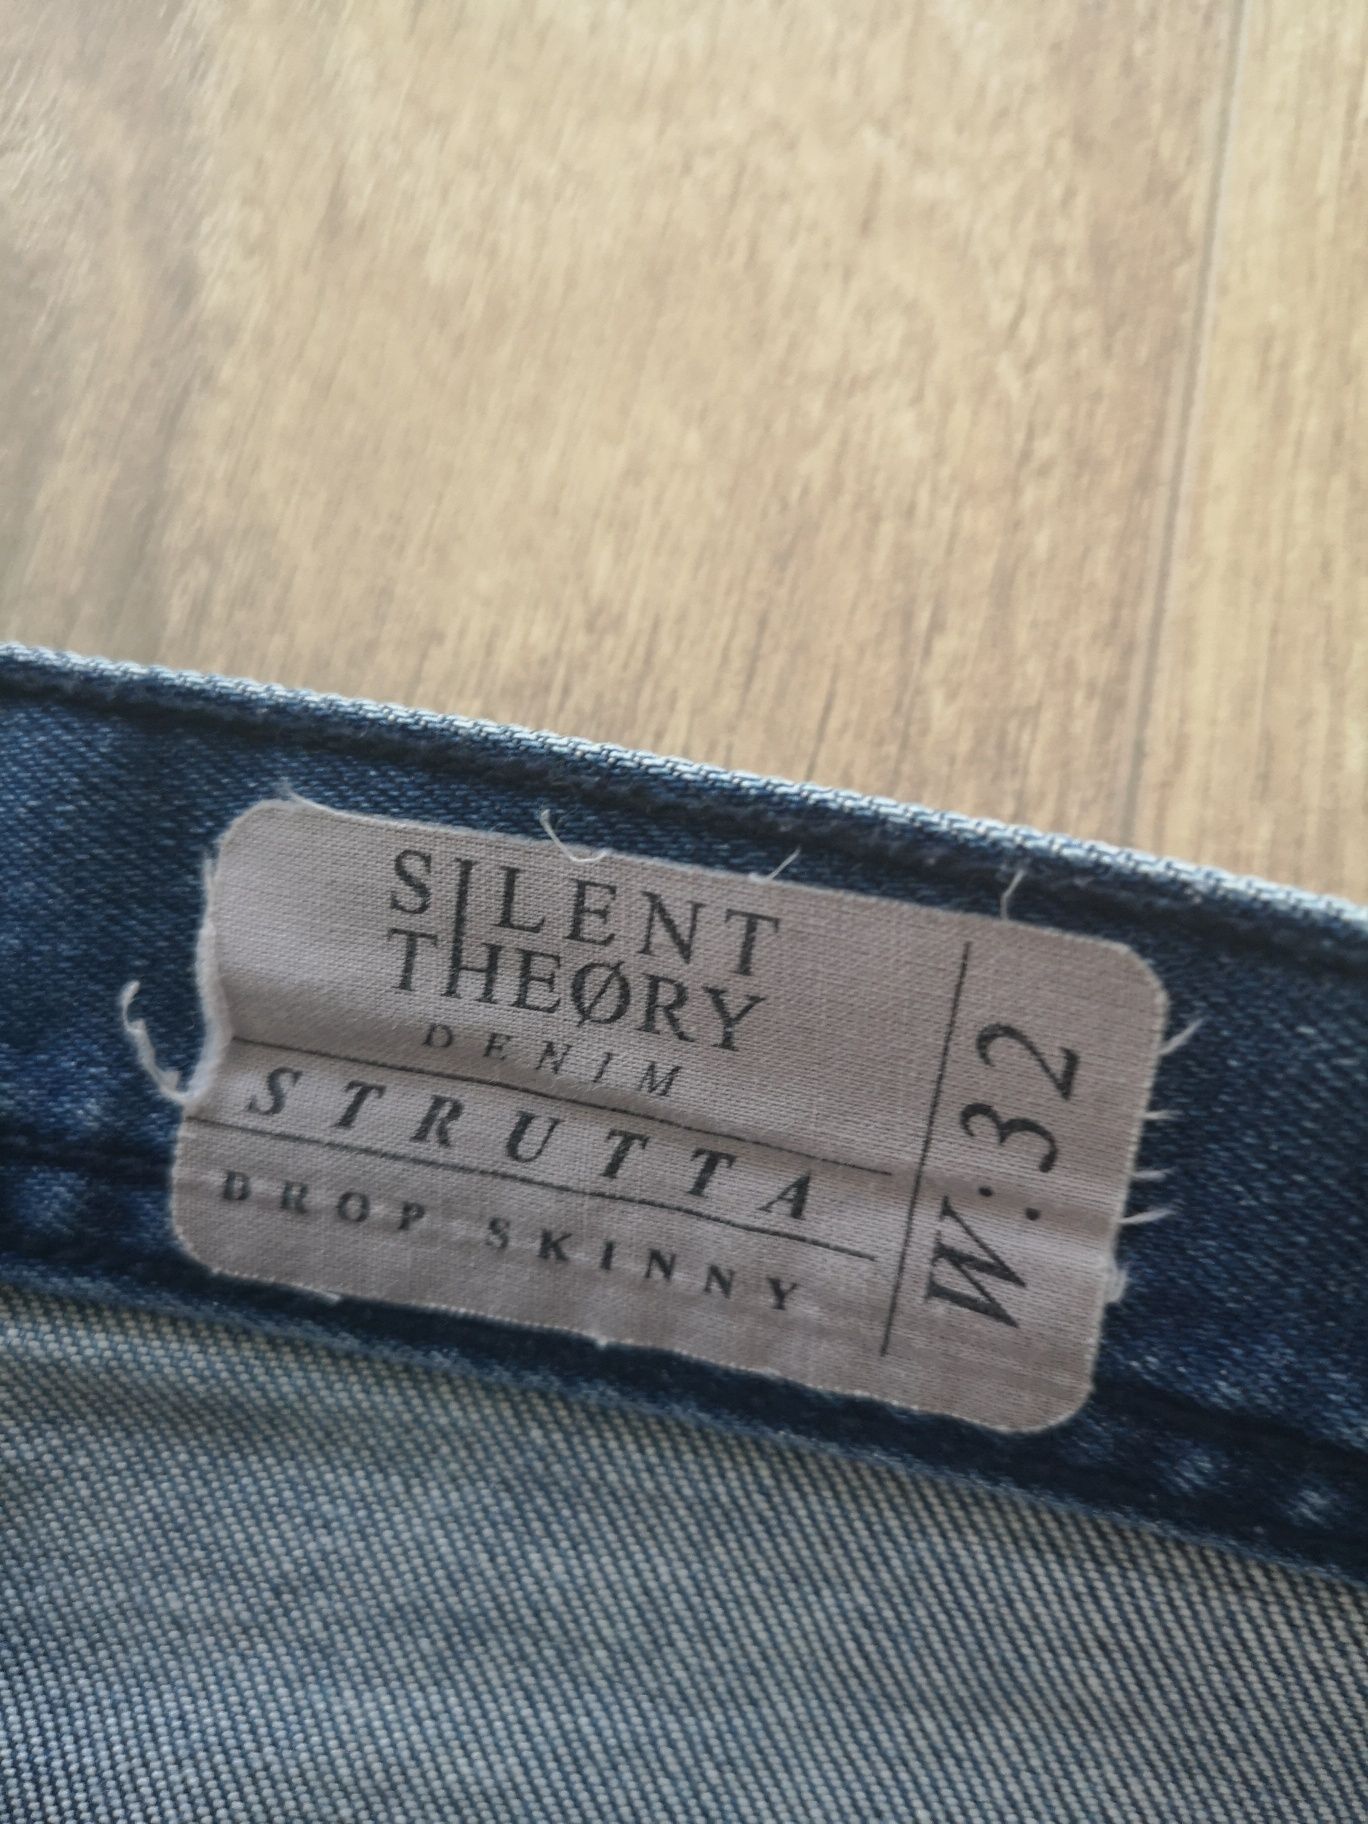 SILENT
THEØRY
DENIM
STRUTTA
DROP SKINNY
W.32